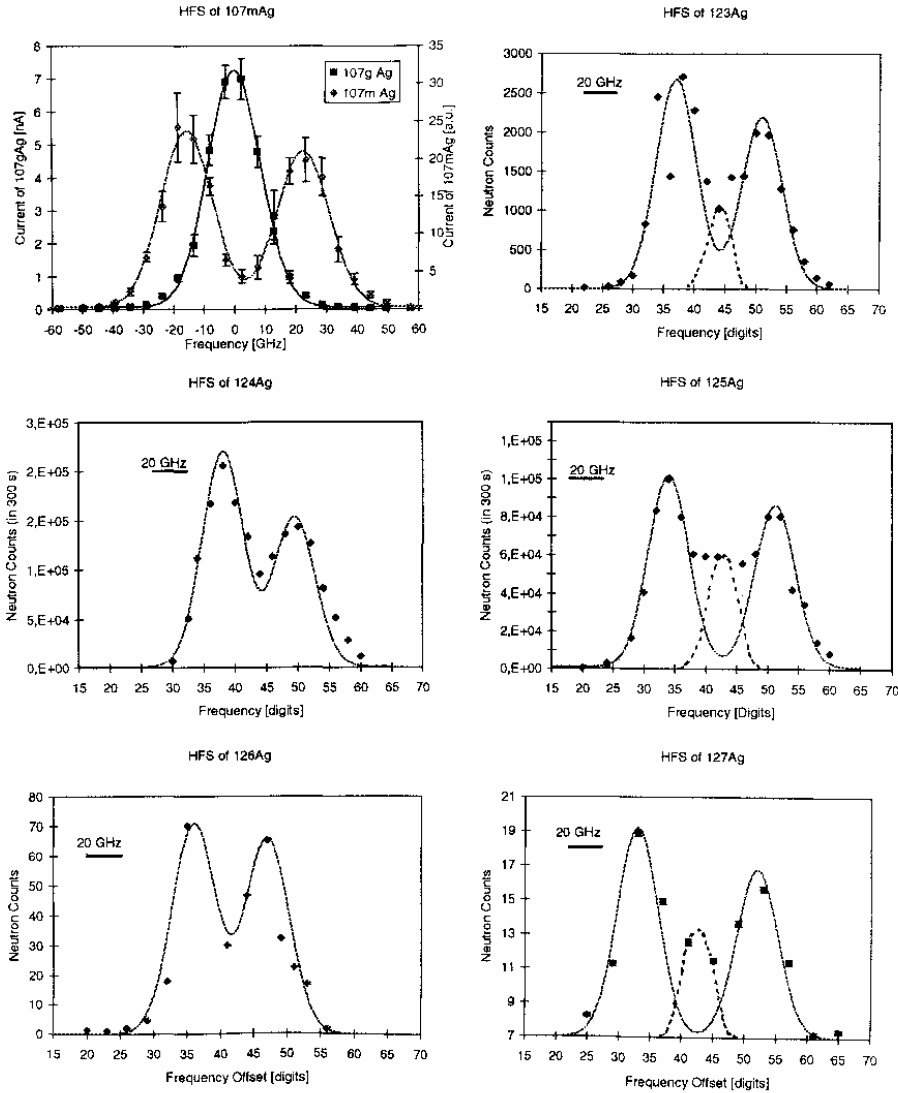 HFS of 107mAg
8
7
6
5
4
3
2
1
0
Current of 107gAg [nA]
35
30
25
20
15
10
5
0
Current of 107mAg [a.u.]
107g Ag
107m Ag
-60 -50 -40 -30 -20 -10 0 10 20 30 40 50 60
Frequency [GHz]
HFS of 123Ag
3000
2500
2000
1500
1000
500
0
Neutron Counts
20 GHz
15 20 25 30 35 40 45 50 55 60 65
Frequency [digits]
HFS of 124Ag
3,E+05
2,E+05
2,E+05
1,E+05
5,E+04
0,E+00
Neutron Counts (in 300 s)
20 GHz
15 20 25 30 35 40 45 50 55 60 65 70
Frequency [digits]
HFS of 125Ag
1,E+05
1,E+05
8,E+04
6,E+04
4,E+04
2,E+04
0,E+00
Neutron Counts (in 300 s)
20 GHz
15 20 25 30 35 40 45 50 55 60 65 70
Frequency [Digits]
HFS of 126Ag
80
70
60
50
40
30
20
10
0
Neutron Counts
20 GHz
15 20 25 30 35 40 45 50 55 60 65 70
Frequency Offset [digits]
HFS of 127Ag
21
19
17
15
13
11
9
7
Neutron Counts
20 GHz
15 20 25 30 35 40 45 50 55 60 65 70
Frequency Offset [digits]